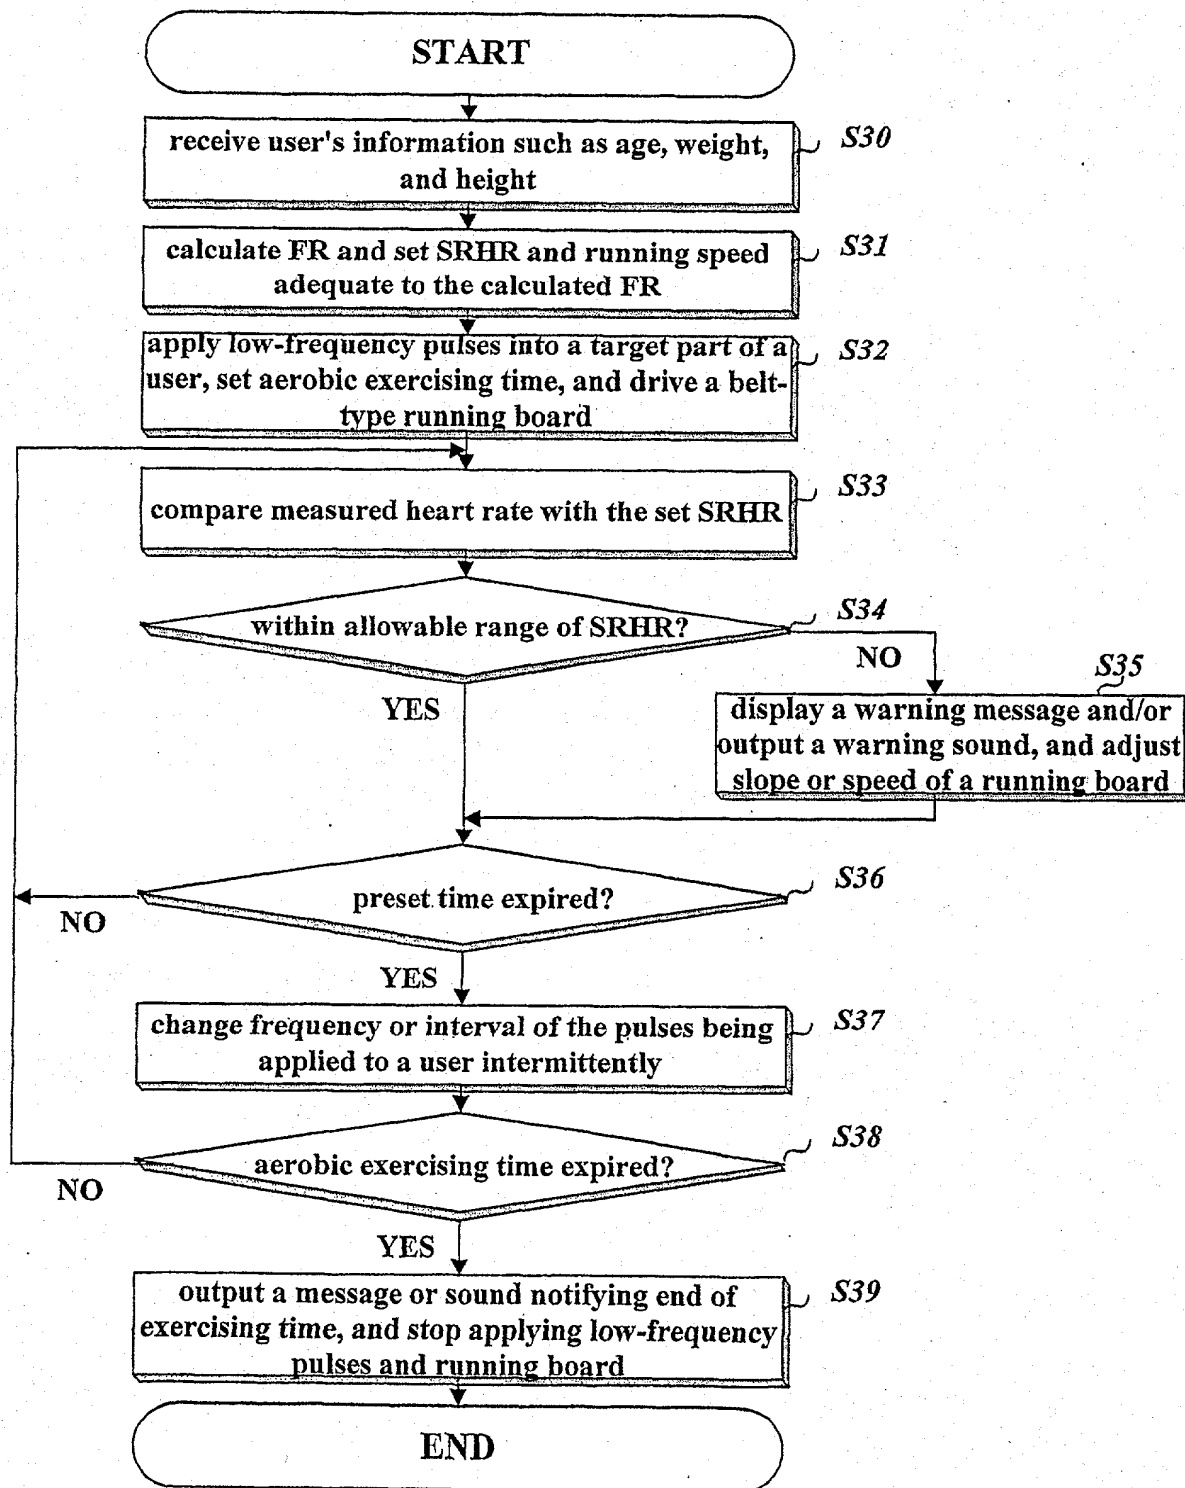 START
receive user's information such as age, weight,
and height
S30
calculate FR and set SRHR and running speed
adequate to the calculated FR
S31
apply low-frequency pulses into a target part of a
user, set aerobic exercising time, and drive a belt-
type running board
S32
compare measured heart rate with the set SRHR
S33
within allowable range of SRHR?
S34
NO
YES
S35
display a warning message and/or
output a warning sound, and adjust
slope or speed of a running board
preset time expired?
S36
NO
YES
change frequency or interval of the pulses being
applied to a user intermittently
S37
aerobic exercising time expired?
S38
NO
YES
output a message or sound notifying end of
exercising time, and stop applying low-frequency
pulses and running board
S39
END